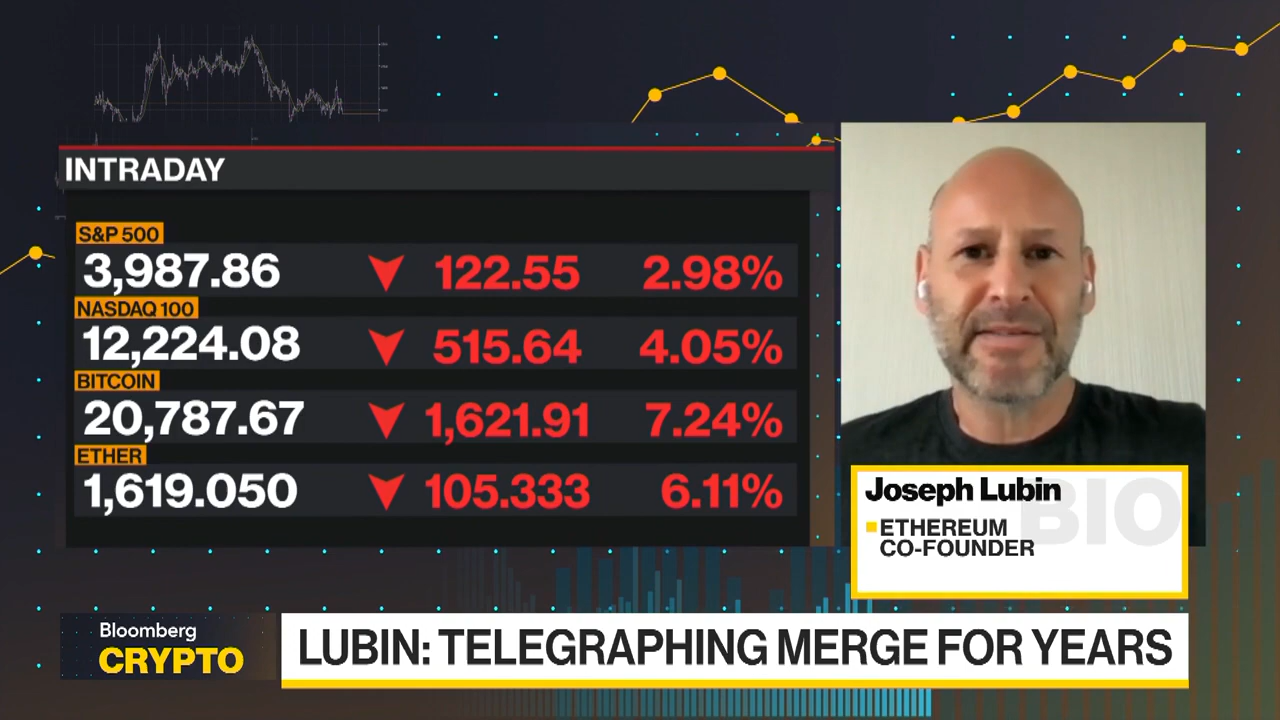 INTRADAY
S&P 500
3,987.86 122.55 2.98%
NASDAQ 100
12,224.08 515.64 4.05%
BITCOIN
20,787.67 1,621.91 7.24%
ETHER
1,619.050 105.333 6.11%
BIO
Joseph Lubin
ETHEREUM
CO-FOUNDER
Bloomberg
CRYPTO
LUBIN: TELEGRAPHING MERGE FOR YEARS